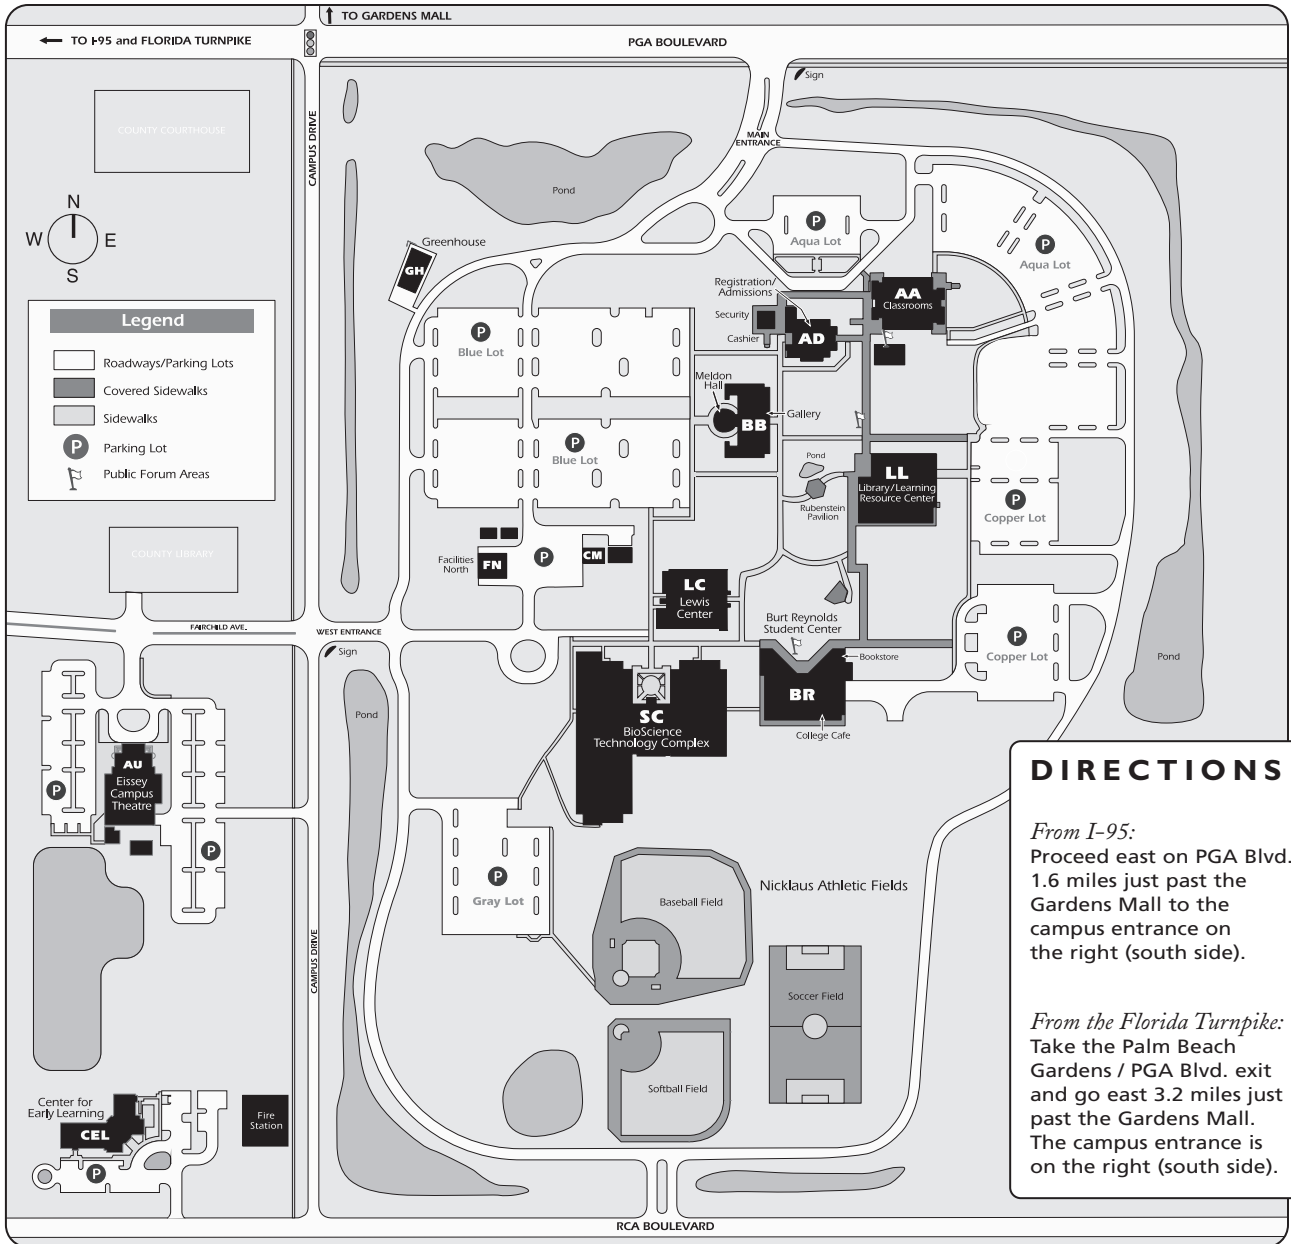 TO GARDENS MALL
TO I-95 and FLORIDA TURNPIKE
PGA BOULEVARD
Sign
COUNTY COURTHOUSE
CAMPUS DRIVE
MAIN
ENTRANCE
Pond
N
W E
S
P
Aqua Lot
P
Aqua Lot
Greenhouse
GH
Registration/
Admissions
AA
Classrooms
Security
Cashier
AD
Legend
Roadways/Parking Lots
Covered Sidewalks
Sidewalks
P
Parking Lot
Public Forum Areas
P
Blue Lot
Meldon
Hall
BB
Gallery
P
Blue Lot
Pond
Rubenstein
Pavilion
LL
Library/Learning
Resource Center
P
Copper Lot
COUNTY LIBRARY
Facilities
North
FN
P
CM
LC
Lewis
Center
FAIRCHILD AVE.
WEST ENTRANCE
Sign
Burt Reynolds
Student Center
Bookstore
P
Copper Lot
Pond
Pond
SC
BioScience
Technology Complex
BR
College Cafe
AU
Eissey
Campus
Theatre
P
P
P
Gray Lot
Nicklaus Athletic Fields
Baseball Field
Soccer Field
Softball Field
CAMPUS DRIVE
Center for
Early Learning
CEL
P
Fire
Station
RCA BOULEVARD
DIRECTIONS
From I-95:
Proceed east on PGA Blvd.
1.6 miles just past the
Gardens Mall to the
campus entrance on
the right (south side).
From the Florida Turnpike:
Take the Palm Beach
Gardens / PGA Blvd. exit
and go east 3.2 miles just
past the Gardens Mall.
The campus entrance is
on the right (south side).